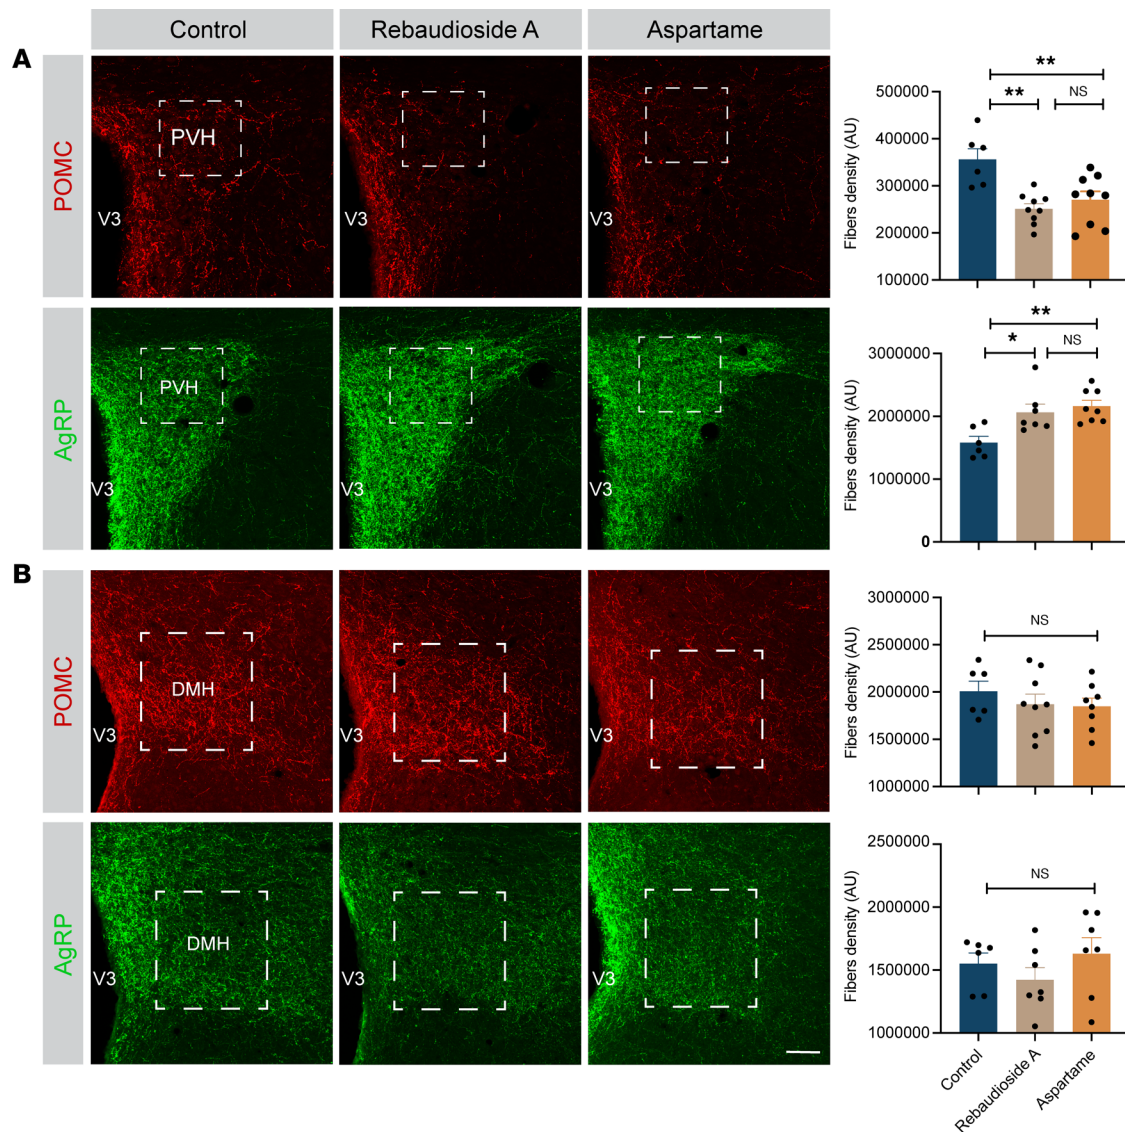 Control
Rebaudioside A
Aspartame
A
POMC
PVH
V3
**
**
NS
Fibers density (AU)
500000
400000
300000
200000
100000
AgRP
PVH
V3
V3
V3
**
*
NS
Fibers density (AU)
3000000
2000000
1000000
0
B
POMC
DMH
V3
V3
V3
NS
Fibers density (AU)
3000000
2500000
2000000
1500000
1000000
AgRP
DMH
V3
V3
V3
NS
Fibers density (AU)
2500000
2000000
1500000
1000000
Control
Rebaudioside A
Aspartame